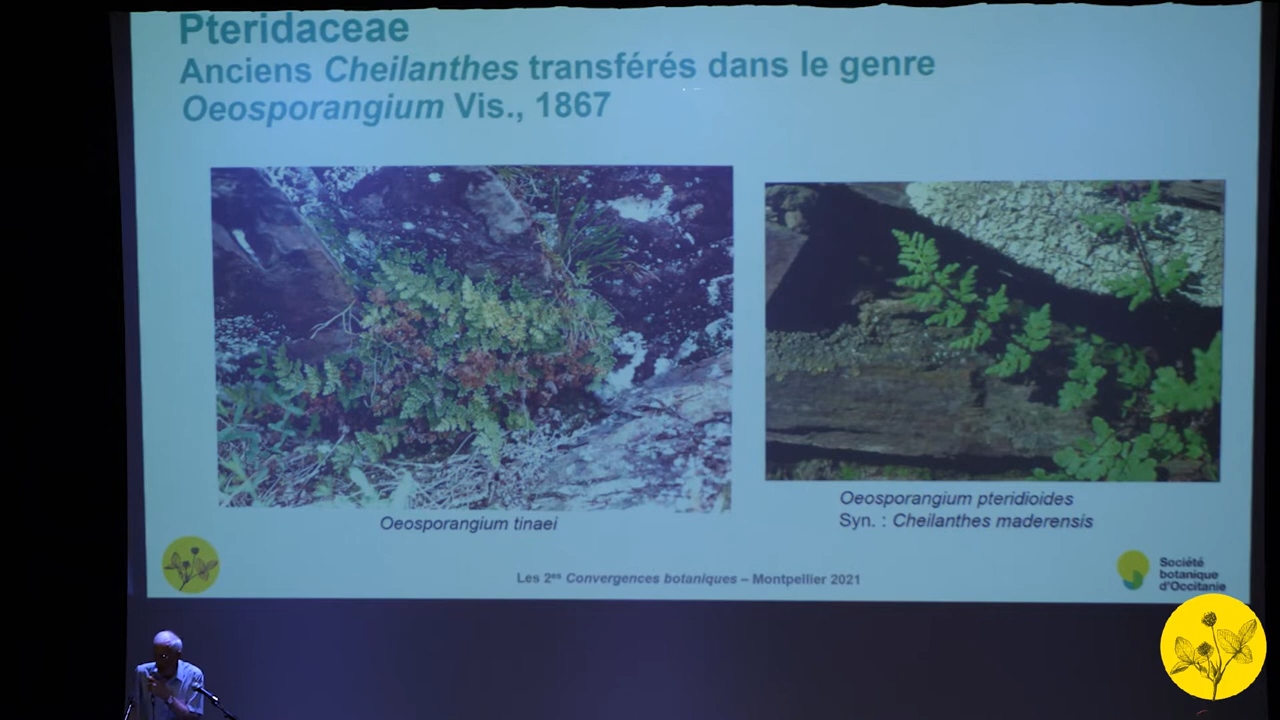 Pteridaceae
Anciens Cheilanthes transférés dans le genre
Oeosporangium Vis., 1867
Oeosporangium tinaei
Oeosporangium pteridioides
Syn. : Cheilanthes maderensis
Les 2es Convergences botaniques – Montpellier 2021
Société
botanique
d'Occitanie